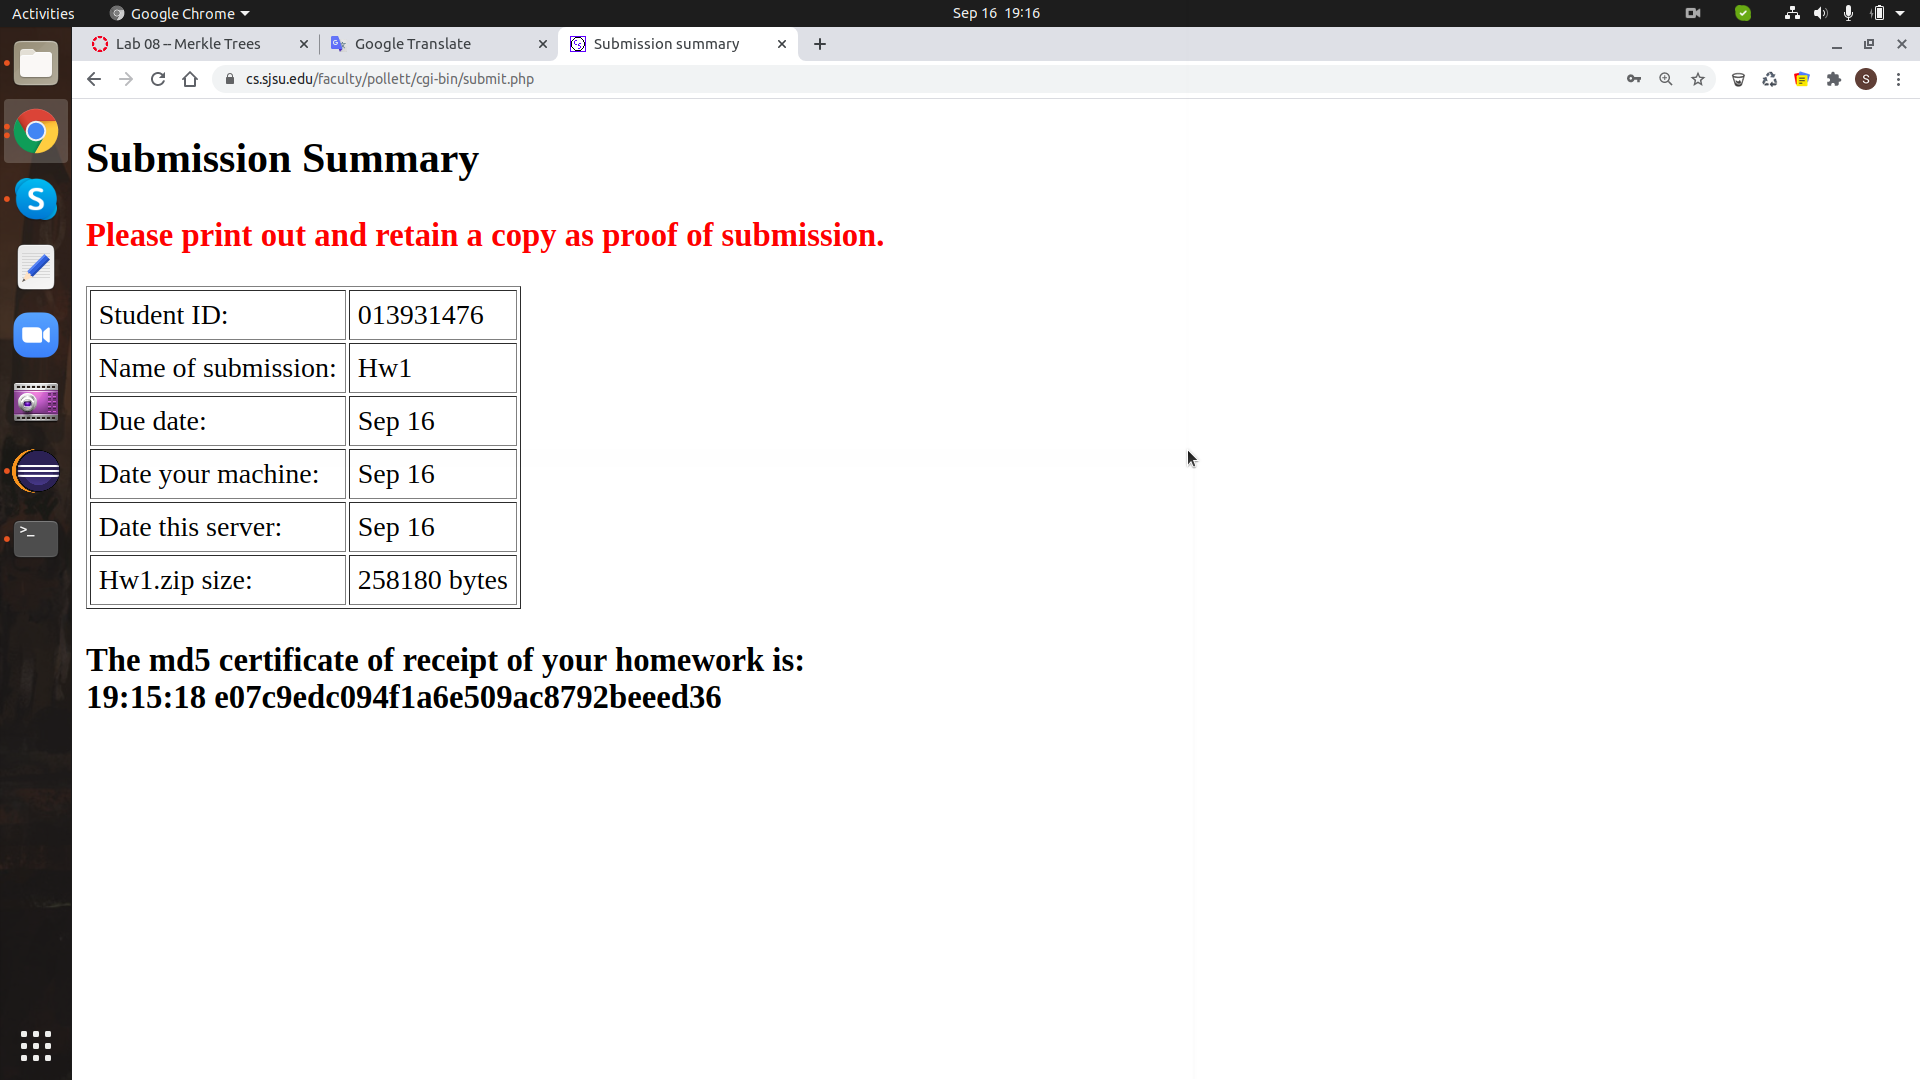 Activities
Google Chrome
Sep 16 19:16
Lab 08 – Merkle Trees
Google Translate
Submission summary
cs.sjsu.edu/faculty/pollett/cgi-bin/submit.php
S
Submission Summary
Please print out and retain a copy as proof of submission.
Student ID: 013931476
Name of submission: Hw1
Due date: Sep 16
Date your machine: Sep 16
Date this server: Sep 16
Hw1.zip size: 258180 bytes
The md5 certificate of receipt of your homework is:
19:15:18 e07c9edc094f1a6e509ac8792beeed36